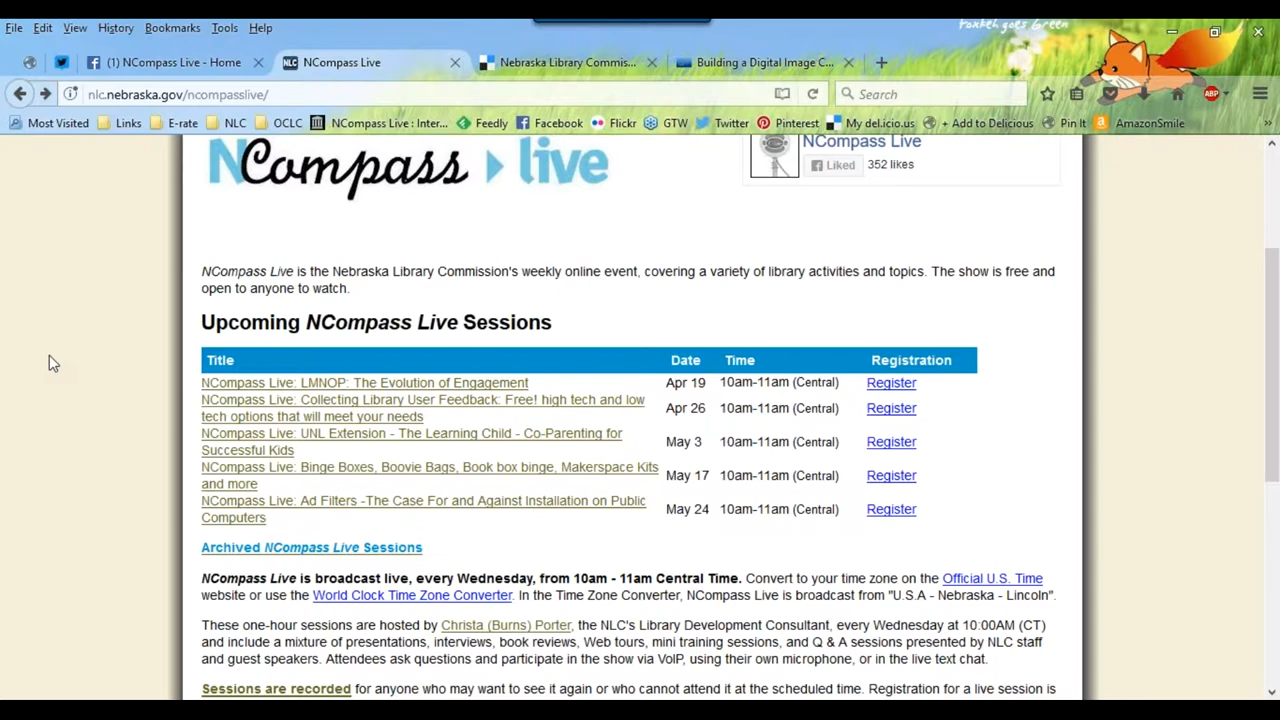 Foxkeh goes Green
File Edit View History Bookmarks Tools Help
(1) NCompass Live - Home NLC NCompass Live Nebraska Library Commis... Building a Digital Image C...
nlc.nebraska.gov/ncompasslive/ Search ABP
Most Visited Links E-rate NLC OCLC NCompass Live : Inter... Feedly Facebook Flickr GTW Twitter Pinterest My del.icio.us + Add to Delicious Pin It AmazonSmile
NCompass live
NCompass Live
Liked 352 likes
NCompass Live is the Nebraska Library Commission's weekly online event, covering a variety of library activities and topics. The show is free and
open to anyone to watch.
Upcoming NCompass Live Sessions
Title Date Time Registration
NCompass Live: LMNOP: The Evolution of Engagement Apr 19 10am-11am (Central) Register
NCompass Live: Collecting Library User Feedback: Free! high tech and low
tech options that will meet your needs Apr 26 10am-11am (Central) Register
NCompass Live: UNL Extension - The Learning Child - Co-Parenting for
Successful Kids May 3 10am-11am (Central) Register
NCompass Live: Binge Boxes, Boovie Bags, Book box binge, Makerspace Kits
and more May 17 10am-11am (Central) Register
NCompass Live: Ad Filters -The Case For and Against Installation on Public
Computers May 24 10am-11am (Central) Register
Archived NCompass Live Sessions
NCompass Live is broadcast live, every Wednesday, from 10am - 11am Central Time. Convert to your time zone on the Official U.S. Time
website or use the World Clock Time Zone Converter. In the Time Zone Converter, NCompass Live is broadcast from "U.S.A - Nebraska - Lincoln".
These one-hour sessions are hosted by Christa (Burns) Porter, the NLC's Library Development Consultant, every Wednesday at 10:00AM (CT)
and include a mixture of presentations, interviews, book reviews, Web tours, mini training sessions, and Q & A sessions presented by NLC staff
and guest speakers. Attendees ask questions and participate in the show via VoIP, using their own microphone, or in the live text chat.
Sessions are recorded for anyone who may want to see it again or who cannot attend it at the scheduled time. Registration for a live session is